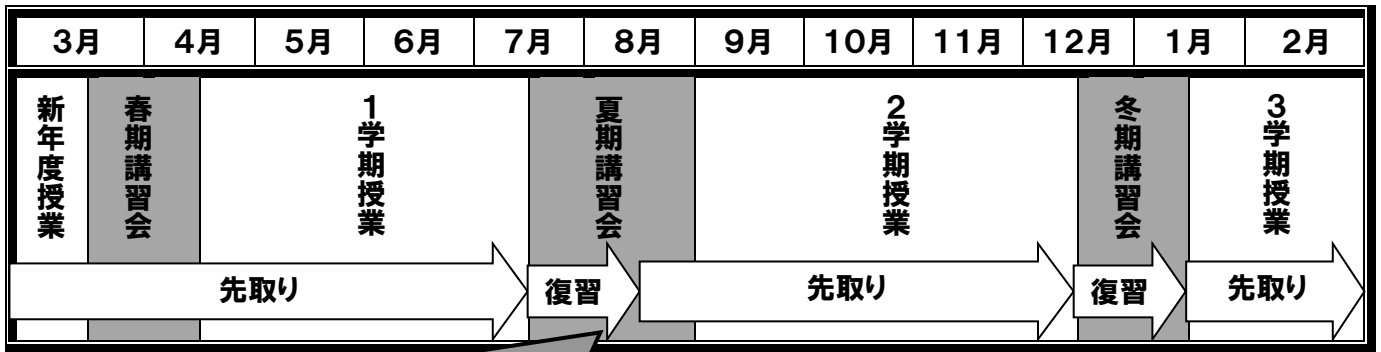 3月 4月 5月 6月 7月 8月 9月 10月 11月 12月 1月 2月
新年度授業
春期講習会
1学期授業
夏期講習会
2学期授業
冬期講習会
3学期授業
先取り 復習 先取り 復習 先取り